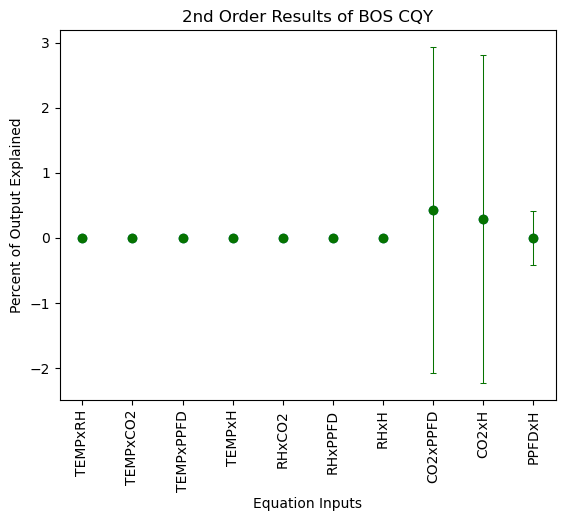 2nd Order Results of BOS CQY
Percent of Output Explained
3
2
1
0
−1
−2
TEMPxRH
TEMPxCO2
TEMPxPPFD
TEMPxH
RHxCO2
RHxPPFD
RHxH
CO2xPPFD
CO2xH
PPFDxH
Equation Inputs